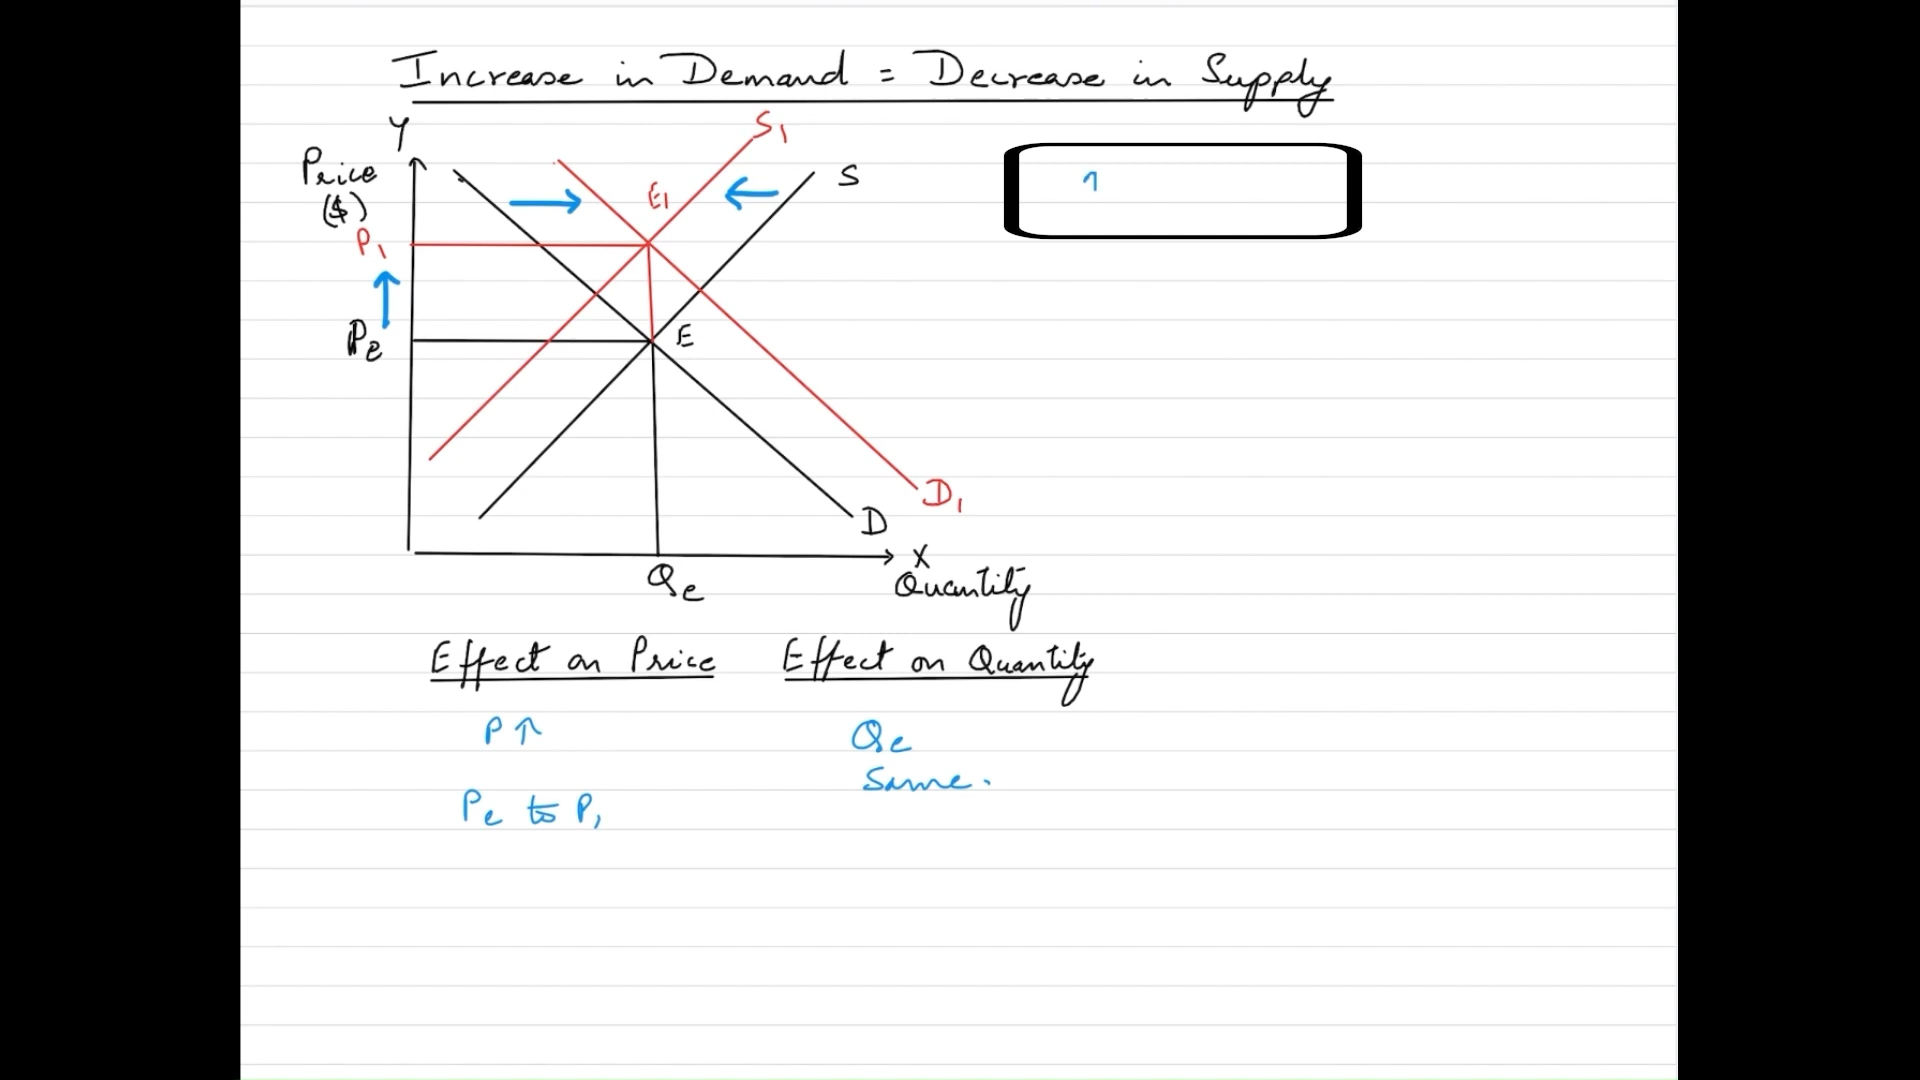 Increase in Demand = Decrease in Supply
Y
Price
($)
S1
S
E1
P1
Pe
E
D1
D
X
Qe
Quantity
Effect on Price
Effect on Quantity
P↑
Qe
Same.
Pe to P1